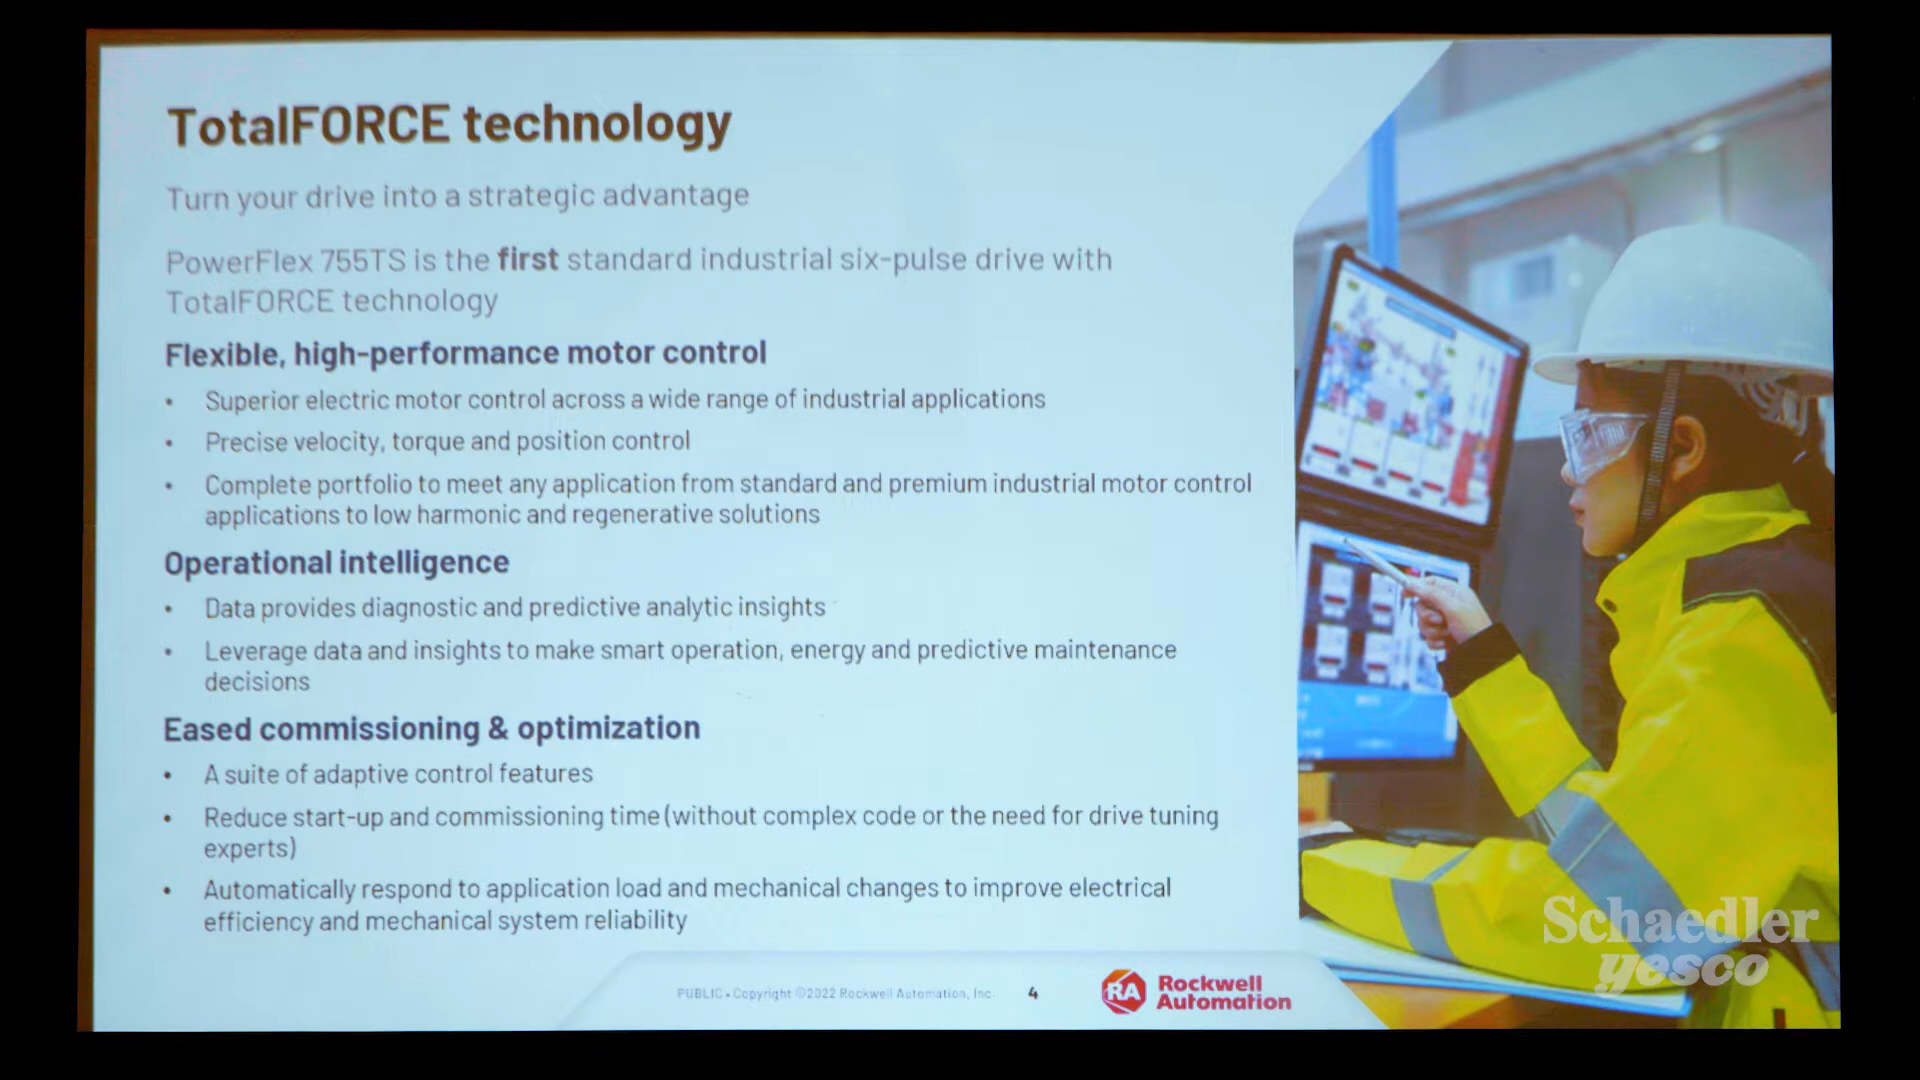 TotalFORCE technology
Turn your drive into a strategic advantage
PowerFlex 755TS is the first standard industrial six-pulse drive with
TotalFORCE technology
Flexible, high-performance motor control
• Superior electric motor control across a wide range of industrial applications
• Precise velocity, torque and position control
• Complete portfolio to meet any application from standard and premium industrial motor control
applications to low harmonic and regenerative solutions
Operational intelligence
• Data provides diagnostic and predictive analytic insights
• Leverage data and insights to make smart operation, energy and predictive maintenance
decisions
Eased commissioning & optimization
• A suite of adaptive control features
• Reduce start-up and commissioning time (without complex code or the need for drive tuning
experts)
• Automatically respond to application load and mechanical changes to improve electrical
efficiency and mechanical system reliability
PUBLIC • Copyright ©2022 Rockwell Automation, Inc. 4
RA Rockwell
Automation
Schaedler
yesco